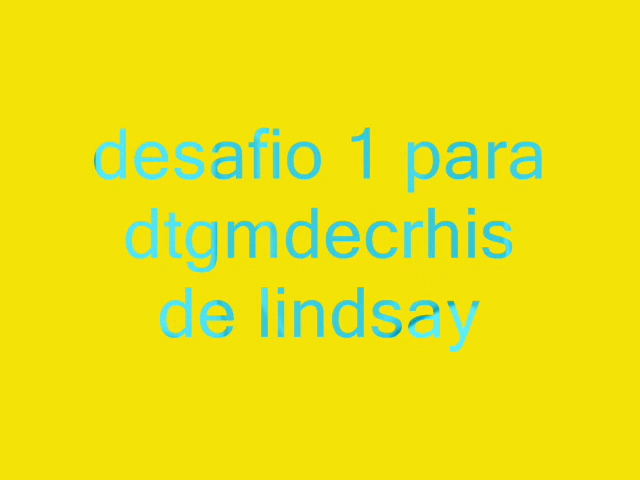 desafio 1 para
dtgmdecrhis
de lindsay